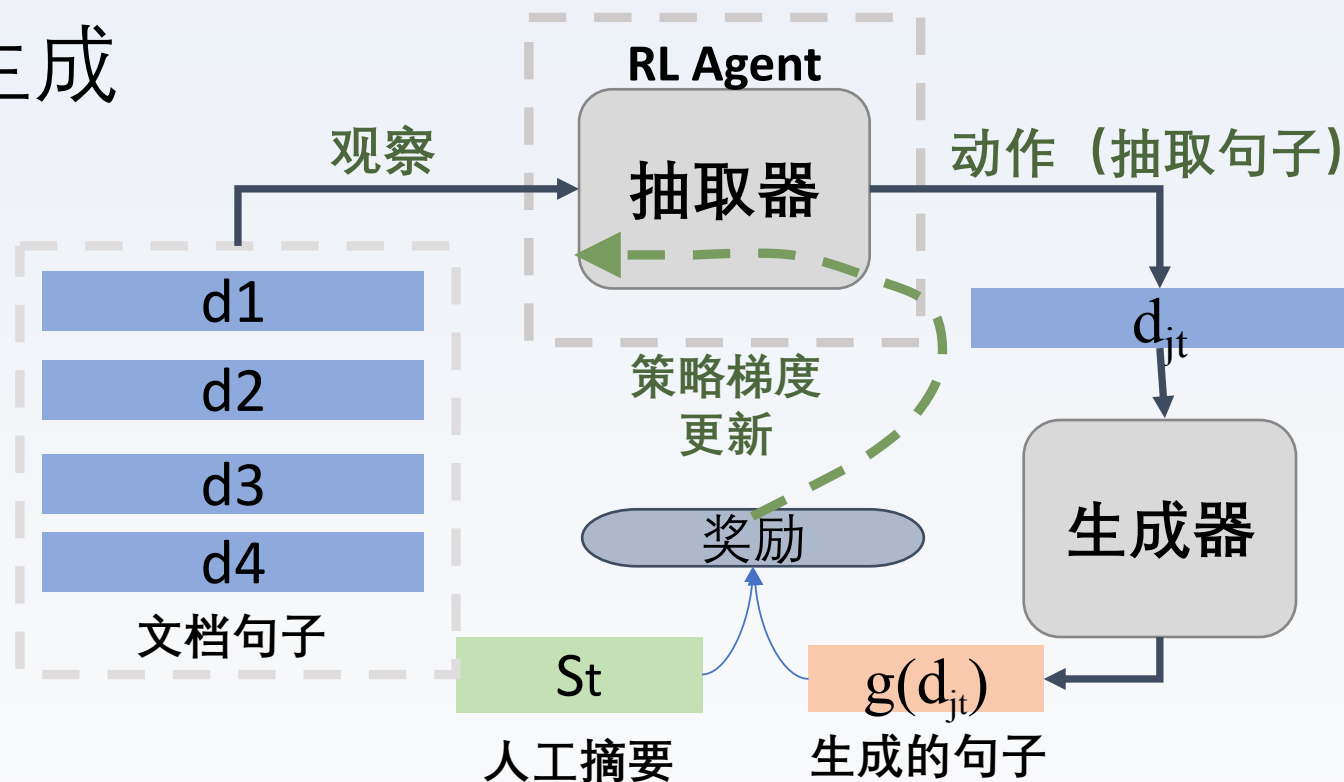 生成
RL Agent
观察
抽取器
动作（抽取句子）
d1
d2
d3
d4
文档句子
djt
策略梯度
更新
生成器
奖励
St
g(djt)
人工摘要
生成的句子